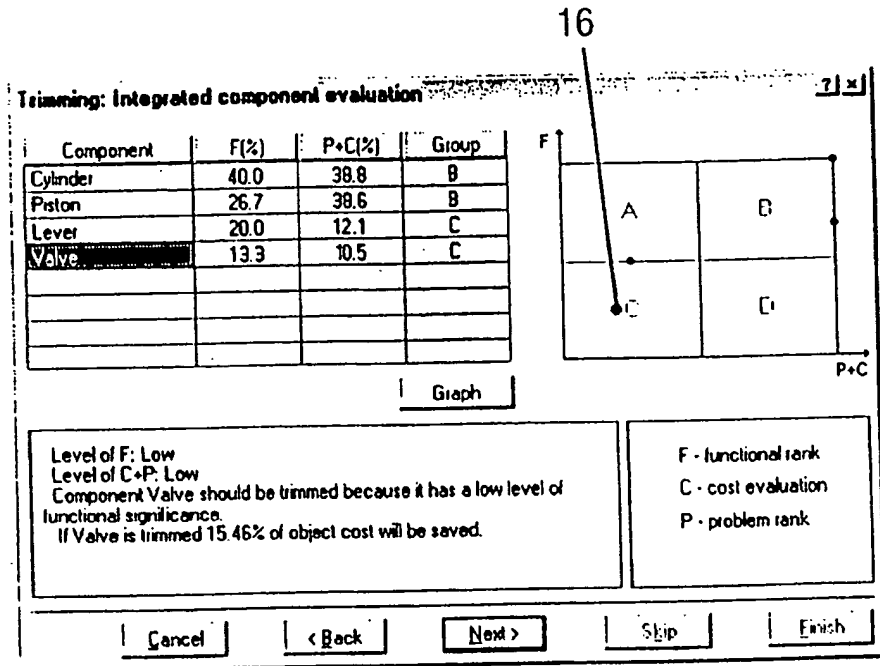 16
Trimming: Integrated component evaluation ? ×
Component F(%) P+C(%) Group
Cylinder 40.0 38.8 B
Piston 26.7 38.6 B
Lever 20.0 12.1 C
Valve 13.3 10.5 C
Graph
F
A B
C D
P+C
Level of F: Low
Level of C+P: Low
Component Valve should be trimmed because it has a low level of
functional significance.
If Valve is trimmed 15.46% of object cost will be saved.
F - functional rank
C - cost evaluation
P - problem rank
Cancel < Back Next > Skip Finish